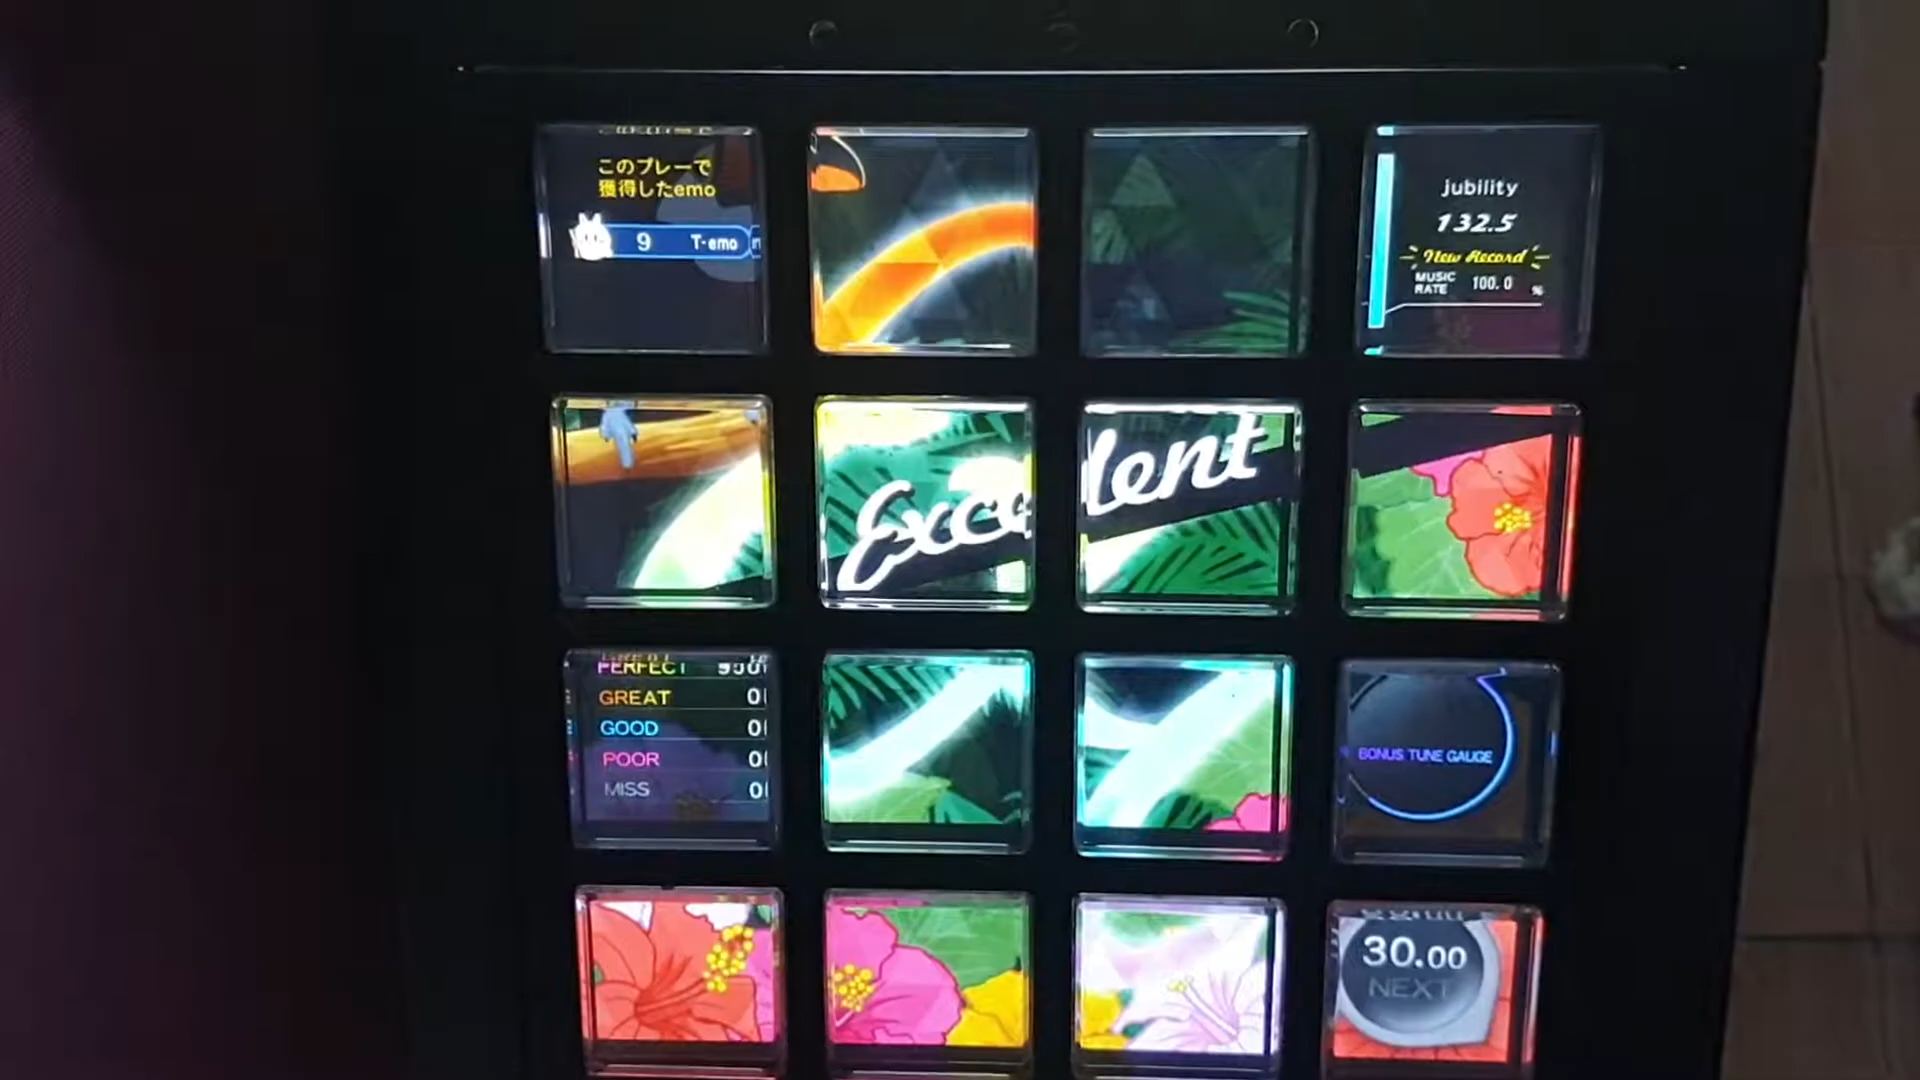 このプレーで
獲得したemo
9 T-emo
jubility
132.5
New Record
MUSIC
RATE 100.0 %
Excellent
PERFECT
GREAT 0
GOOD 0
POOR 0
MISS 0
BONUS TUNE GAUGE
30.00
NEXT